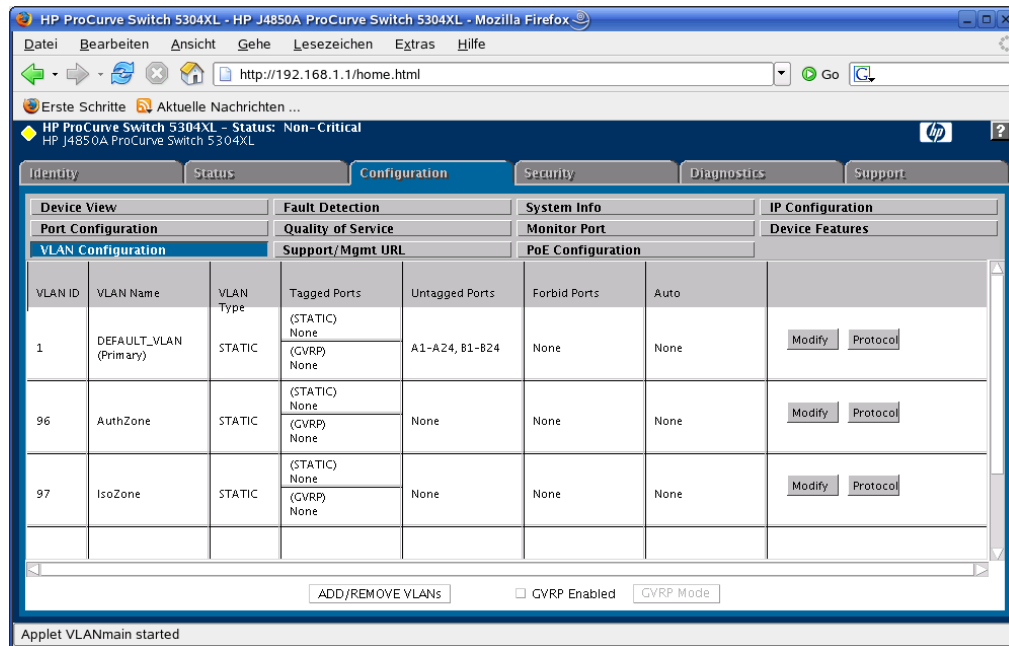 HP ProCurve Switch 5304XL - HP J4850A ProCurve Switch 5304XL - Mozilla Firefox
Datei Bearbeiten Ansicht Gehe Lesezeichen Extras Hilfe
http://192.168.1.1/home.html Go G
Erste Schritte Aktuelle Nachrichten ...
HP ProCurve Switch 5304XL - Status: Non-Critical
HP J4850A ProCurve Switch 5304XL
hp ?
Identity Status Configuration Security Diagnostics Support
Device View Fault Detection System Info IP Configuration
Port Configuration Quality of Service Monitor Port Device Features
VLAN Configuration Support/Mgmt URL PoE Configuration
VLAN ID VLAN Name VLAN Type Tagged Ports Untagged Ports Forbid Ports Auto
1 DEFAULT_VLAN (Primary) STATIC (STATIC) None (GVRP) None A1-A24, B1-B24 None None Modify Protocol
96 AuthZone STATIC (STATIC) None (GVRP) None None None None Modify Protocol
97 IsoZone STATIC (STATIC) None (GVRP) None None None None Modify Protocol
ADD/REMOVE VLANs GVRP Enabled GVRP Mode
Applet VLANmain started